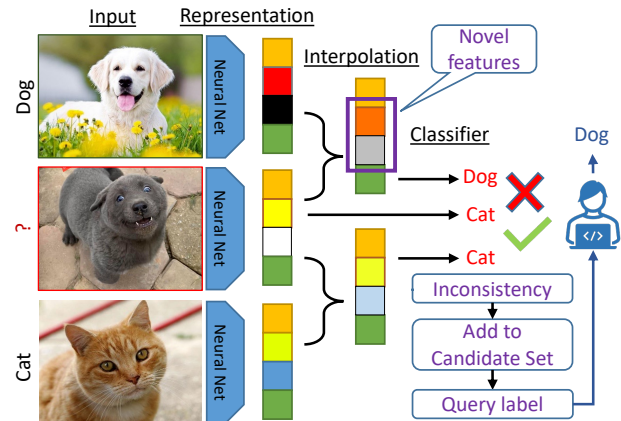 Input
Representation
Interpolation
Novel
features
Classifier
Dog
Neural Net
Dog
Dog
?
Neural Net
Cat
Cat
</>
Inconsistency
Add to
Candidate Set
Query label
Cat
Neural Net